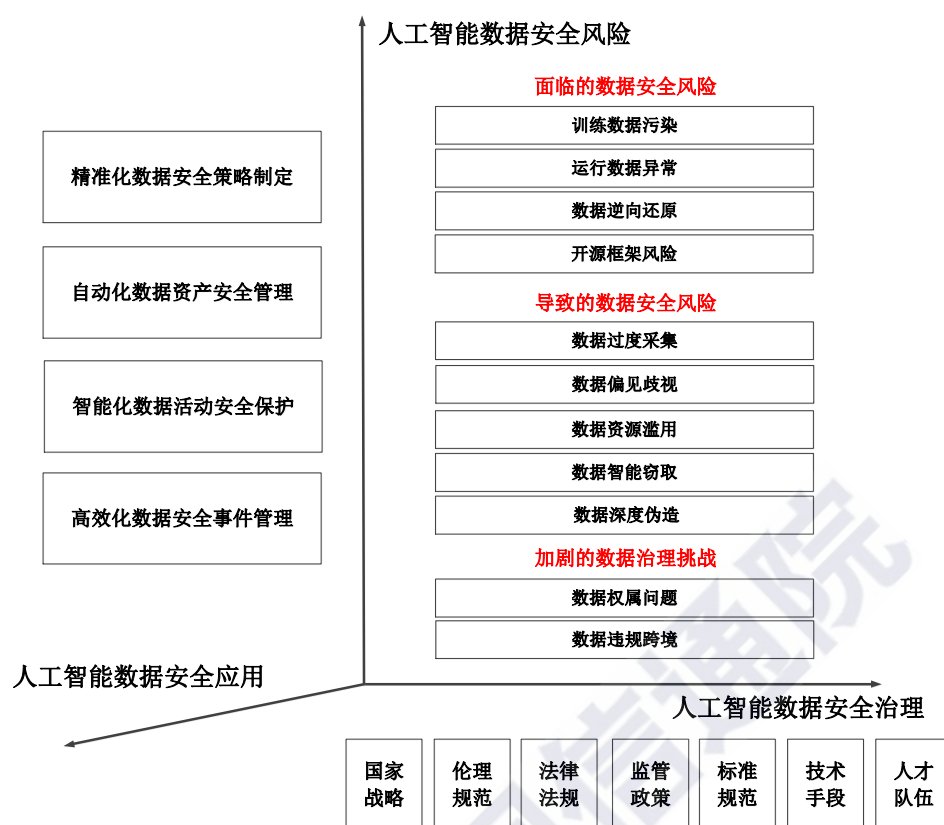 人工智能数据安全风险
面临的数据安全风险
训练数据污染
运行数据异常
数据逆向还原
开源框架风险
导致的数据安全风险
数据过度采集
数据偏见歧视
数据资源滥用
数据智能窃取
数据深度伪造
加剧的数据治理挑战
数据权属问题
数据违规跨境
精准化数据安全策略制定
自动化数据资产安全管理
智能化数据活动安全保护
高效化数据安全事件管理
人工智能数据安全应用
人工智能数据安全治理
国家
战略
伦理
规范
法律
法规
监管
政策
标准
规范
技术
手段
人才
队伍
信通院